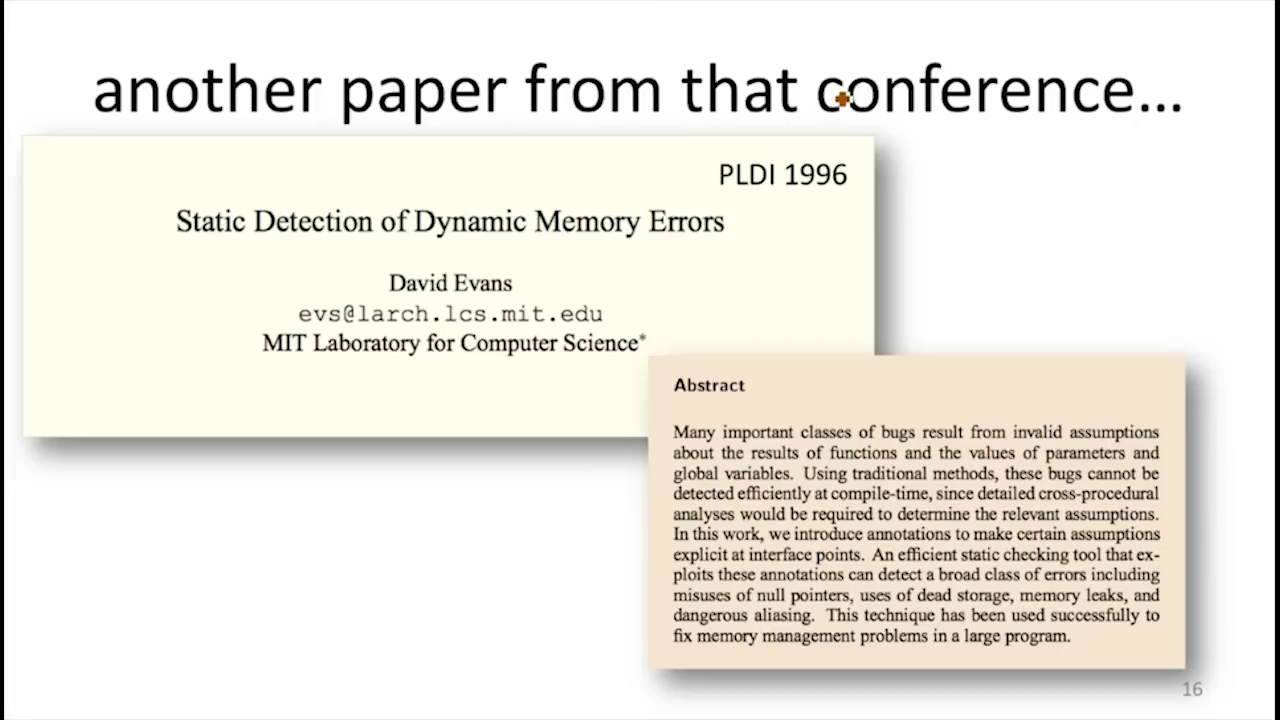 another paper from that conference...
PLDI 1996
Static Detection of Dynamic Memory Errors
David Evans
evs@larch.lcs.mit.edu
MIT Laboratory for Computer Science*
Abstract
Many important classes of bugs result from invalid assumptions
about the results of functions and the values of parameters and
global variables. Using traditional methods, these bugs cannot be
detected efficiently at compile-time, since detailed cross-procedural
analyses would be required to determine the relevant assumptions.
In this work, we introduce annotations to make certain assumptions
explicit at interface points. An efficient static checking tool that ex-
ploits these annotations can detect a broad class of errors including
misuses of null pointers, uses of dead storage, memory leaks, and
dangerous aliasing. This technique has been used successfully to
fix memory management problems in a large program.
16